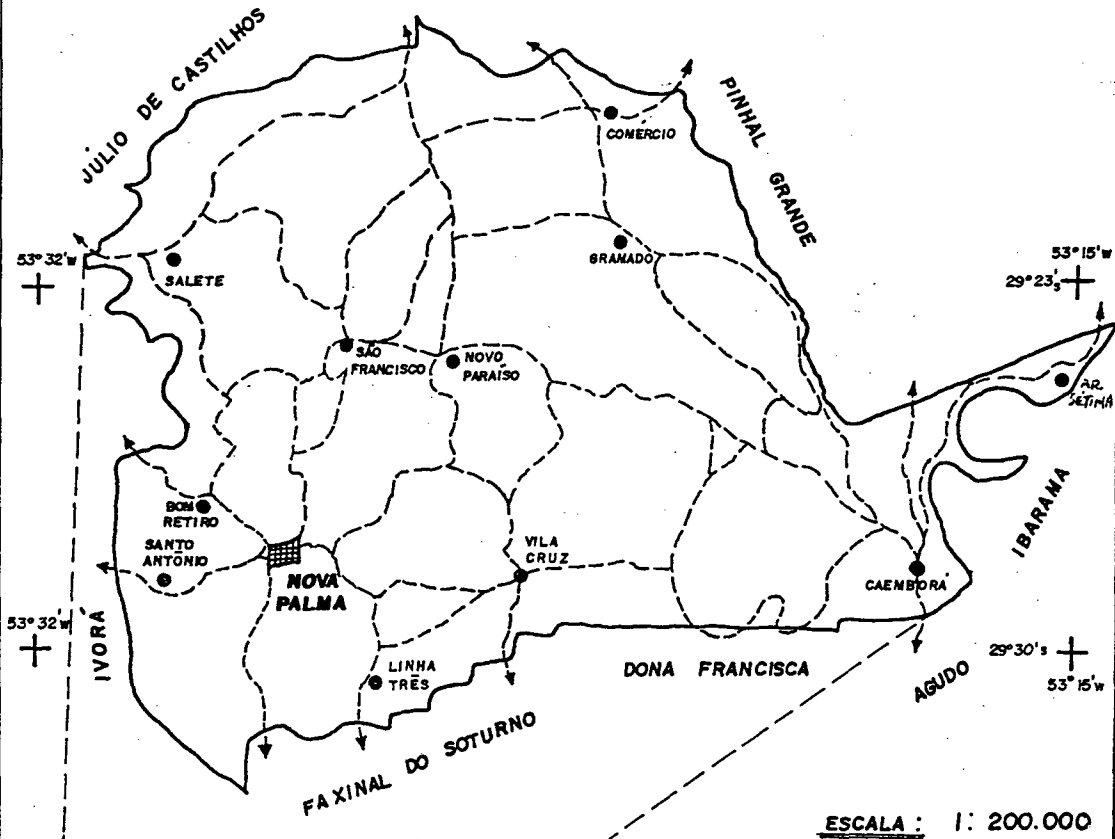 JÚLIO DE CASTILHOS
PINHAL GRANDE
COMÉRCIO
GRAMADO
53° 32' W
SALETE
53° 15' W
29° 23' S
SÃO
FRANCISCO
NOVO
PARAÍSO
AR.
SÉTIMA
BOM
RETIRO
SANTO
ANTÔNIO
NOVA
PALMA
VILA
CRUZ
CAEMBORÁ
IBARAMA
53° 32' W
IVORÁ
LINHA
TRÊS
DONA FRANCISCA
29° 30' S
53° 15' W
AGUDO
FAXINAL DO SOTURNO
ESCALA: 1: 200.000